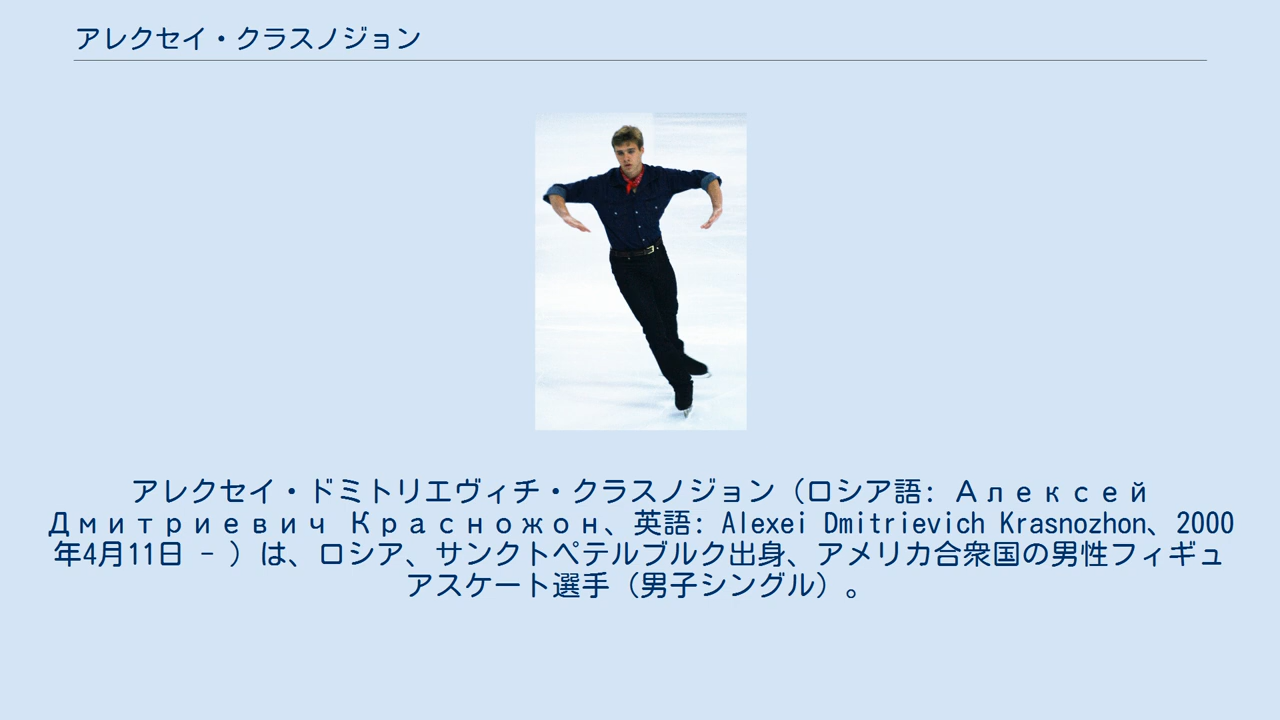 アレクセイ・クラスノジョン
アレクセイ・ドミトリエヴィチ・クラスノジョン（ロシア語: Алексей
Дмитриевич Красножон、英語: Alexei Dmitrievich Krasnozhon、2000
年4月11日 - ）は、ロシア、サンクトペテルブルク出身、アメリカ合衆国の男性フィギュ
アスケート選手（男子シングル）。